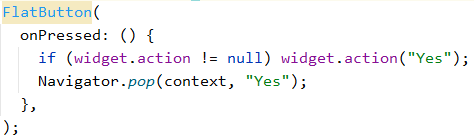 FlatButton(
  onPressed: () {
    if (widget.action != null) widget.action("Yes");
    Navigator.pop(context, "Yes");
  },
);